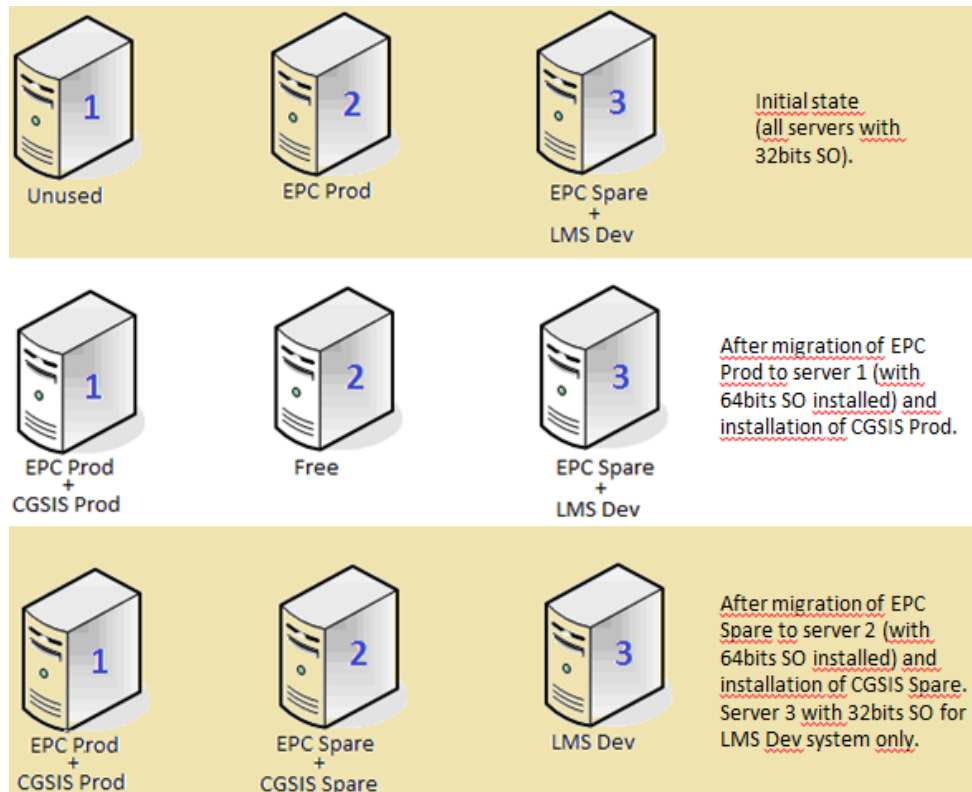 1
2
3
Unused
EPC Prod
EPC Spare
+
LMS Dev
Initial state
(all servers with
32bits SO).
1
2
3
EPC Prod
+
CGSIS Prod
Free
EPC Spare
+
LMS Dev
After migration of EPC
Prod to server 1 (with
64bits SO installed) and
installation of CGSIS Prod.
1
2
3
EPC Prod
+
CGSIS Prod
EPC Spare
+
CGSIS Spare
LMS Dev
After migration of EPC
Spare to server 2 (with
64bits SO installed) and
installation of CGSIS Spare.
Server 3 with 32bits SO for
LMS Dev system only.